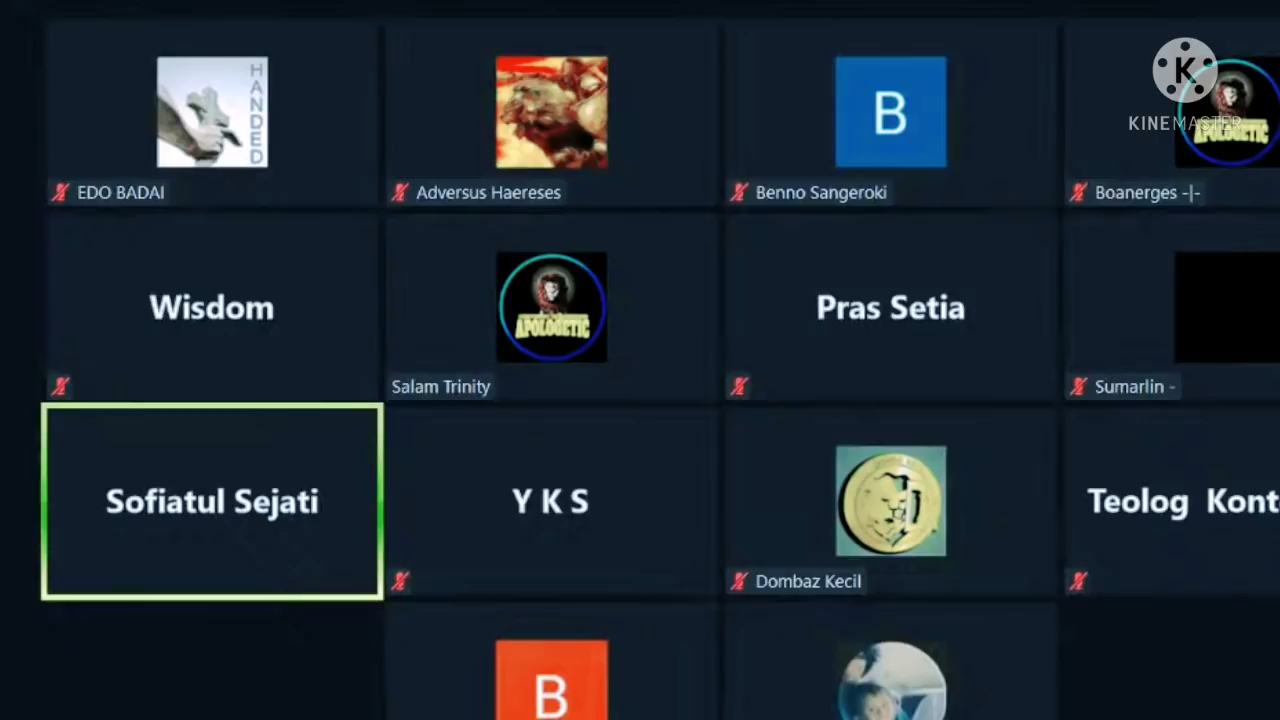 HANDED
EDO BADAI
Adversus Haereses
B
Benno Sangeroki
APOLOGETIC
Boanerges -|-
K
KINEMASTER
Wisdom
APOLOGETIC
Salam Trinity
Pras Setia
Sumarlin -
Sofiatul Sejati
Y K S
Dombaz Kecil
Teolog Kont
B